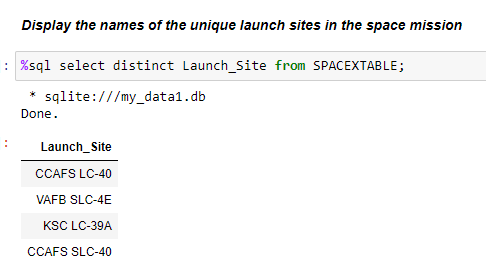 Display the names of the unique launch sites in the space mission
: %sql select distinct Launch_Site from SPACEXTABLE;
* sqlite:///my_data1.db
Done.
:
Launch_Site
CCAFS LC-40
VAFB SLC-4E
KSC LC-39A
CCAFS SLC-40